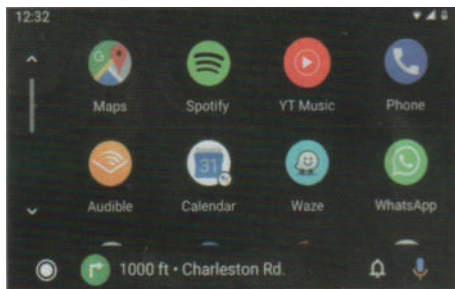 12:32
Maps Spotify YT Music Phone
31
Audible Calendar Waze WhatsApp
1000 ft • Charleston Rd.